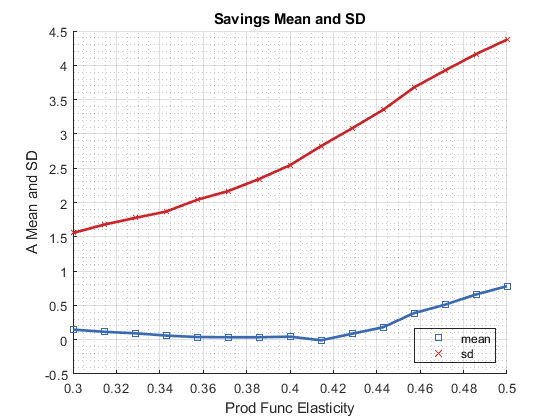 Savings Mean and SD
4.5
4
3.5
3
2.5
2
1.5
1
0.5
0
-0.5
A Mean and SD
mean
sd
0.3 0.32 0.34 0.36 0.38 0.4 0.42 0.44 0.46 0.48 0.5
Prod Func Elasticity